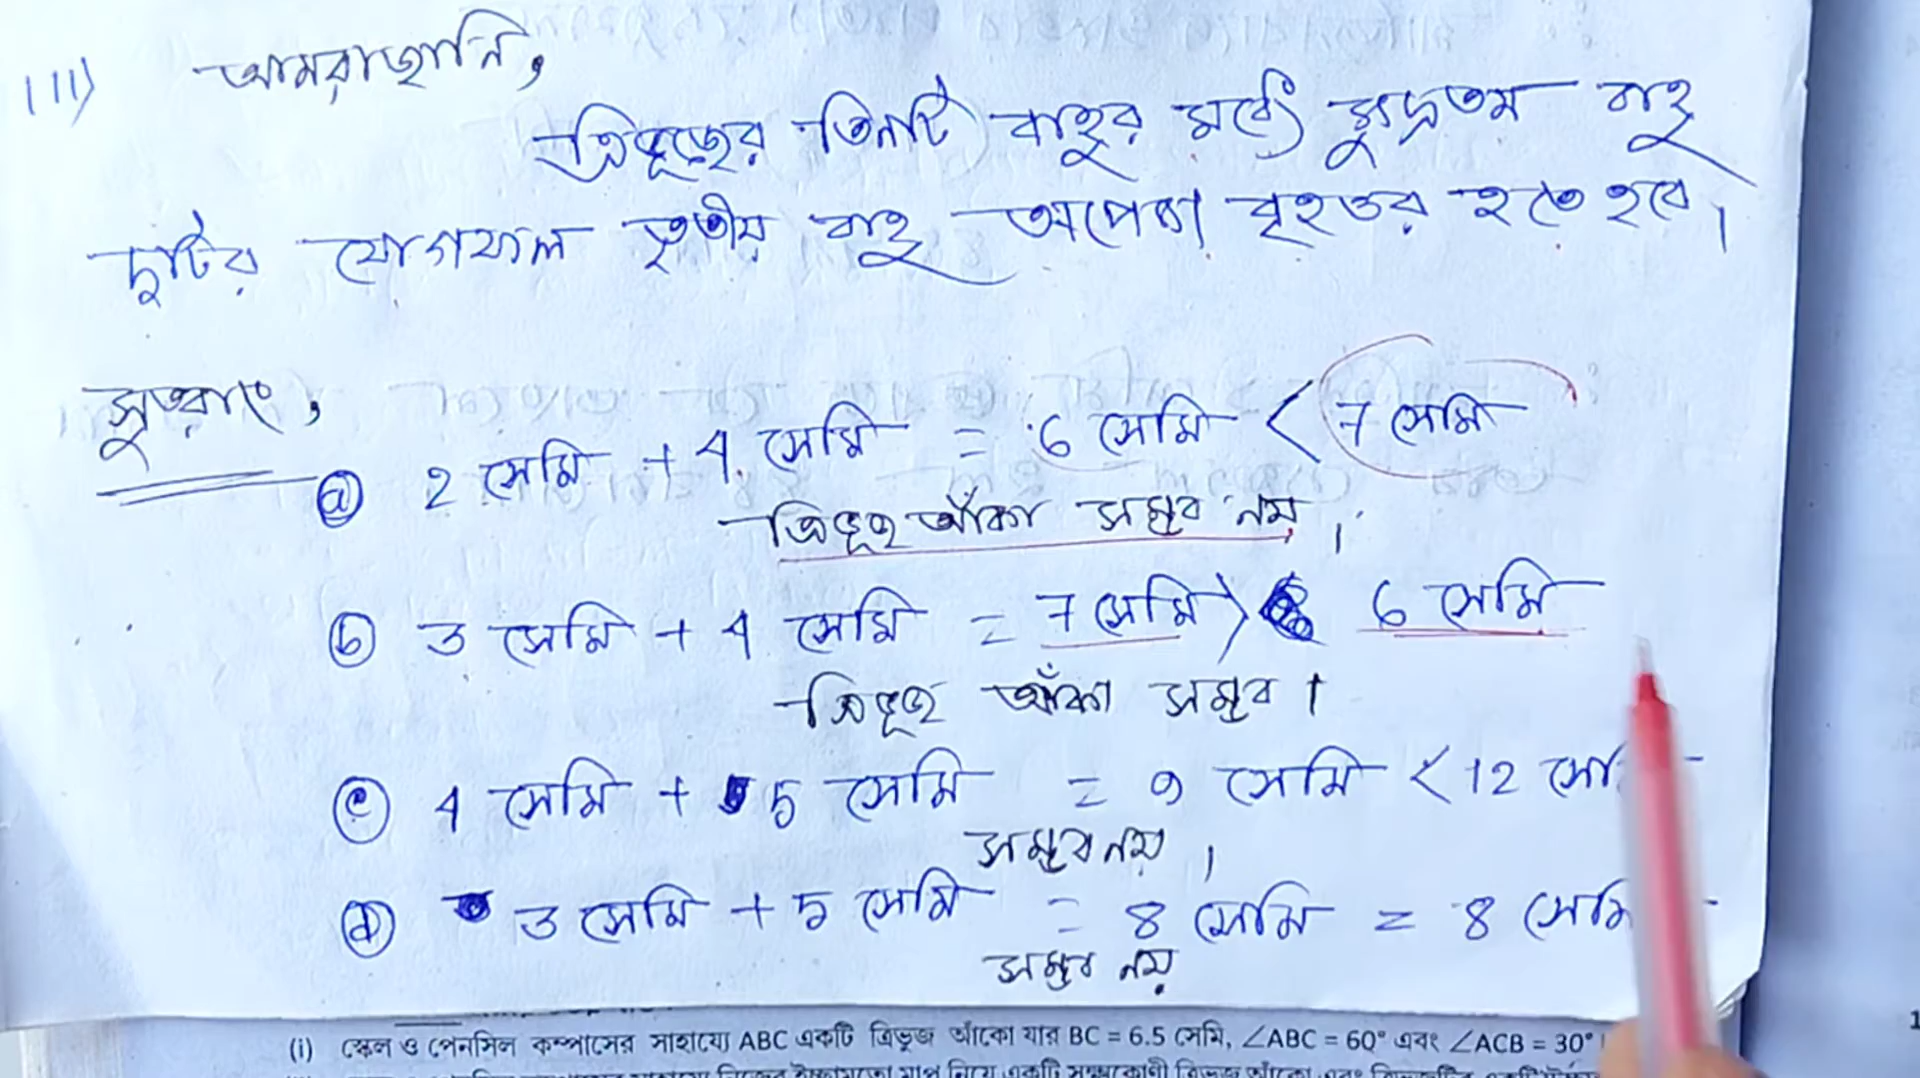 111) আমরা জানি,
ত্রিভূজের তিনটি বাহুর মধ্যে ক্ষুদ্রতম বাহু
দুটির যোগফল তৃতীয় বাহু অপেক্ষা বৃহত্তর হতে হবে।
সুতরাং,
ⓐ 2 সেমি + 4 সেমি = 6 সেমি < 7 সেমি
ত্রিভূজ আঁকা সম্ভব নয়।
ⓑ 3 সেমি + 4 সেমি = 7 সেমি > 6 সেমি
ত্রিভূজ আঁকা সম্ভব।
ⓒ 4 সেমি + 5 সেমি = 9 সেমি < 12 সে
সম্ভব নয়।
ⓓ 3 সেমি + 5 সেমি = 8 সেমি = 8 সেমি
সম্ভব নয়
(i) স্কেল ও পেনসিল কম্পাসের সাহায্যে ABC একটি ত্রিভুজ আঁকো যার BC = 6.5 সেমি, ∠ABC = 60° এবং ∠ACB = 30°